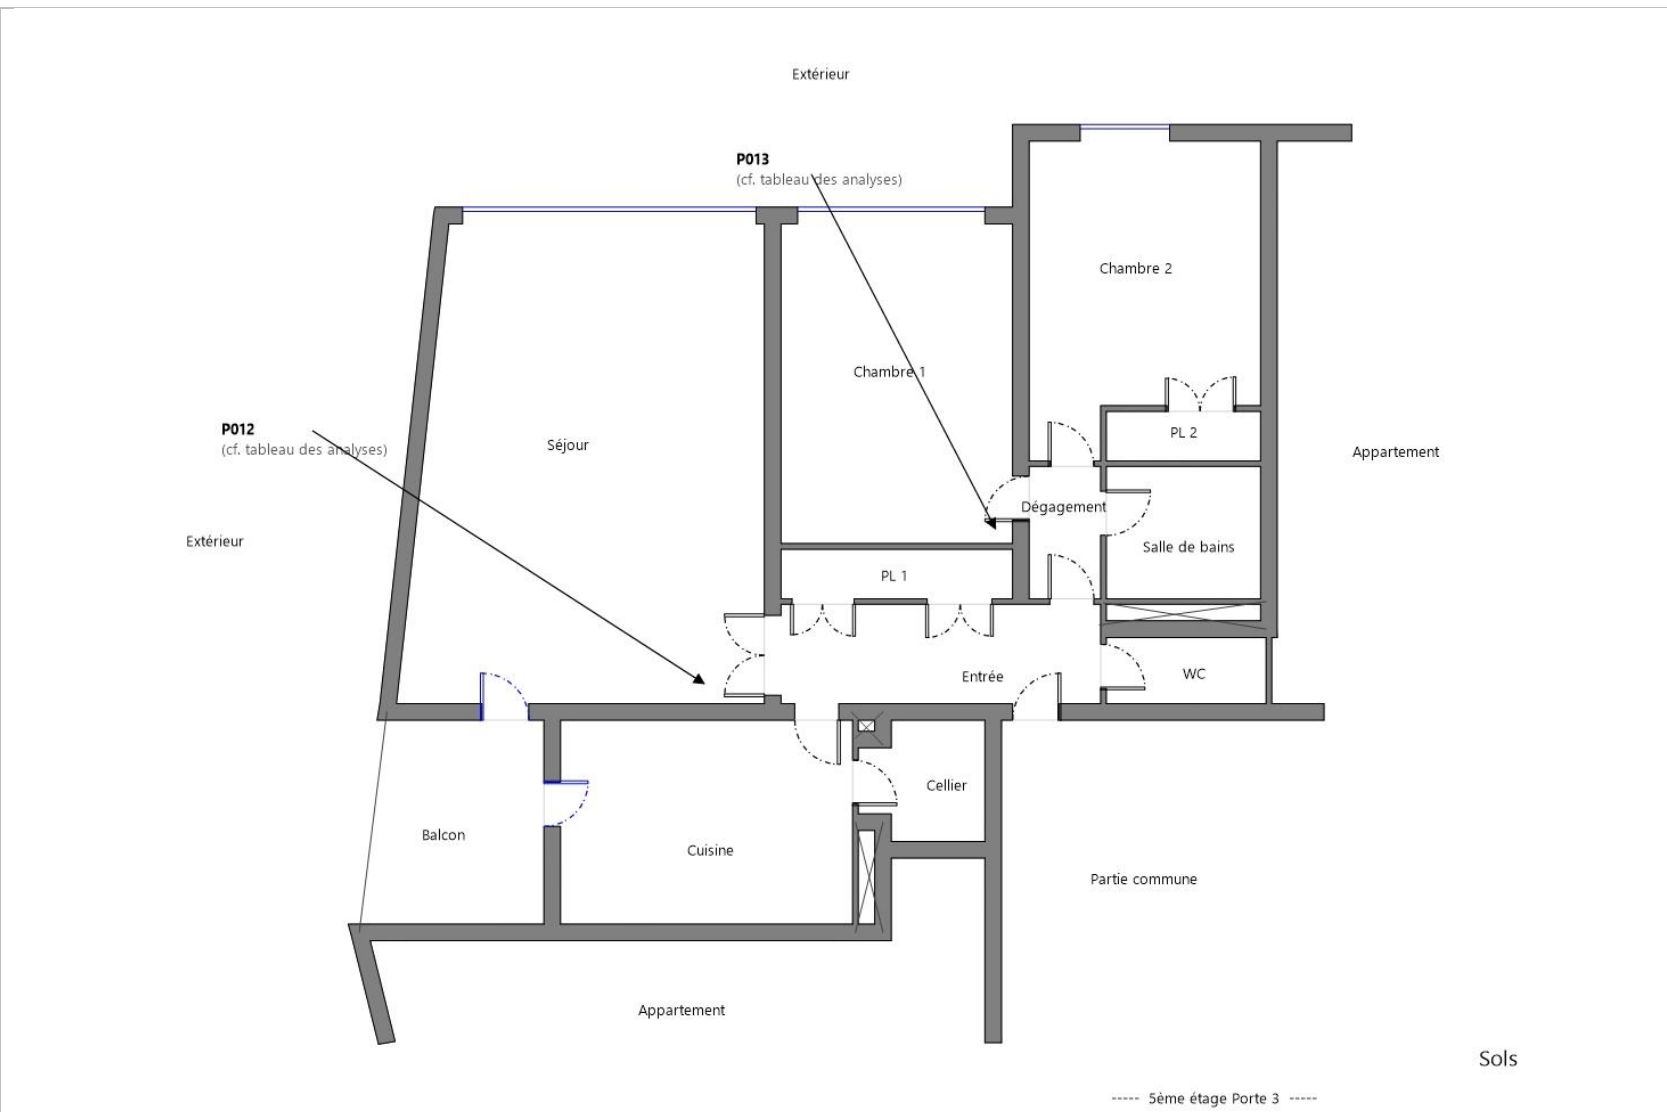 Extérieur
P013
(cf. tableau des analyses)
Chambre 2
Chambre 1
P012
(cf. tableau des analyses)
Séjour
PL 2
Appartement
Dégagement
Extérieur
Salle de bains
PL 1
Entrée
WC
Cellier
Balcon
Cuisine
Partie commune
Appartement
Sols
----- 5ème étage Porte 3 -----